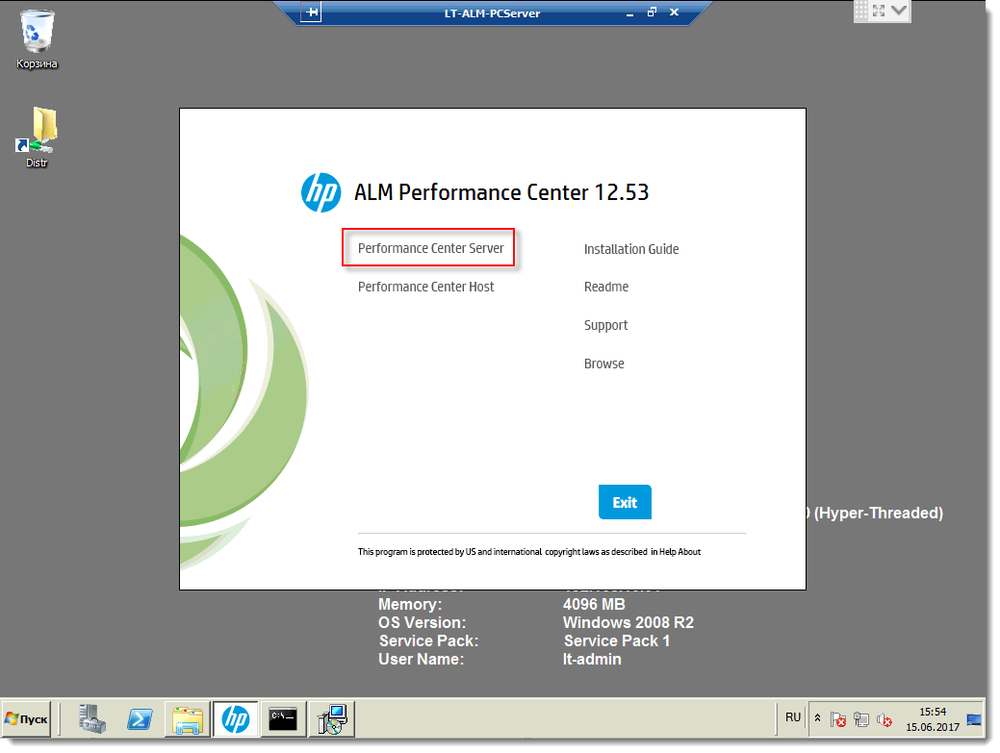 LT-ALM-PCServer
Корзина
Distr
hp ALM Performance Center 12.53
Performance Center Server
Installation Guide
Performance Center Host
Readme
Support
Browse
Exit
(Hyper-Threaded)
This program is protected by US and international copyright laws as described in Help About
Memory: 4096 MB
OS Version: Windows 2008 R2
Service Pack: Service Pack 1
User Name: lt-admin
Пуск
hp
C:\
RU
15:54
15.06.2017